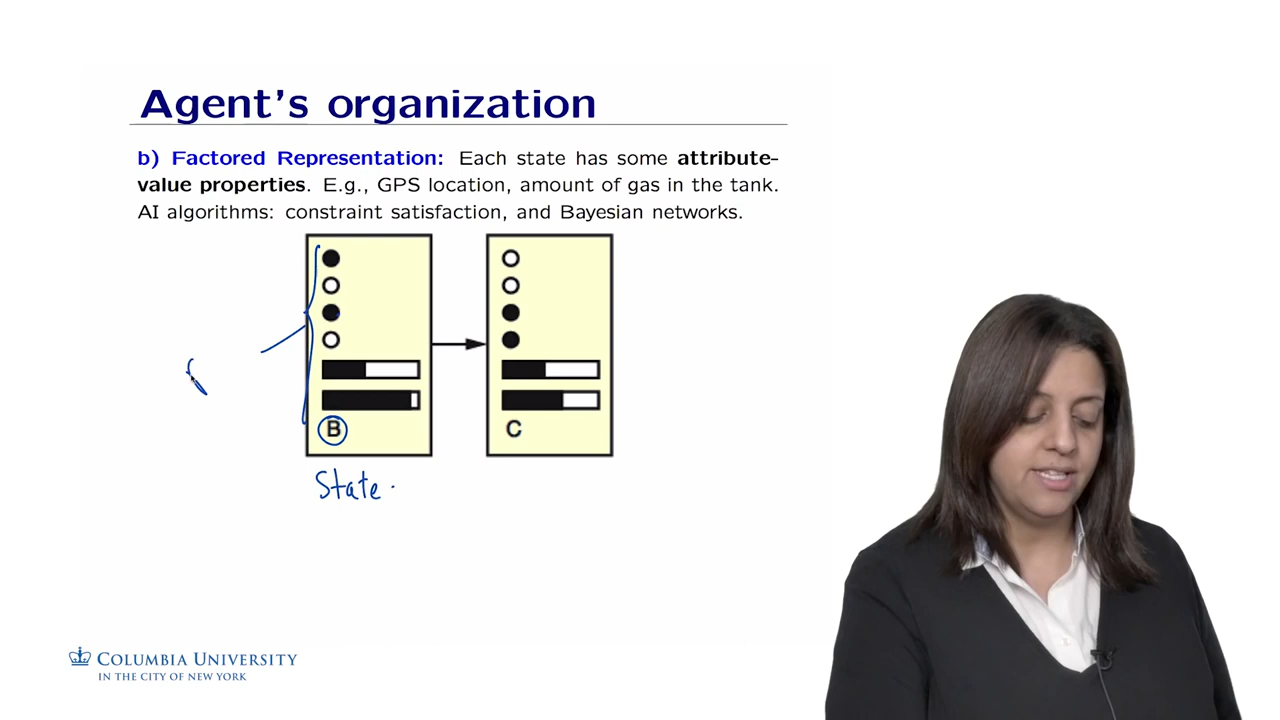 Agent's organization
b) Factored Representation: Each state has some attribute-
value properties. E.g., GPS location, amount of gas in the tank.
AI algorithms: constraint satisfaction, and Bayesian networks.
B
C
State.
COLUMBIA UNIVERSITY
IN THE CITY OF NEW YORK